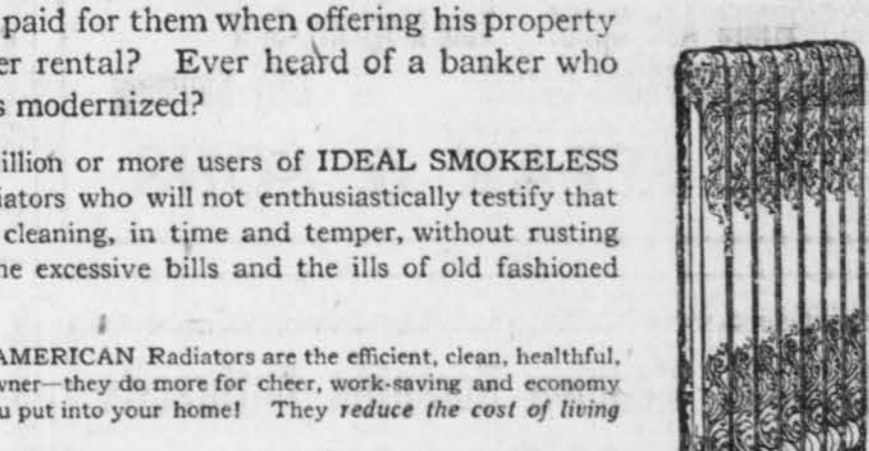 paid for them when offering his property
er rental? Ever heard of a banker who
s modernized?
illion or more users of IDEAL SMOKELESS
iators who will not enthusiastically testify that
cleaning, in time and temper, without rusting
ne excessive bills and the ills of old fashioned
AMERICAN Radiators are the efficient, clean, healthful,
wner—they do more for cheer, work-saving and economy
u put into your home! They reduce the cost of living